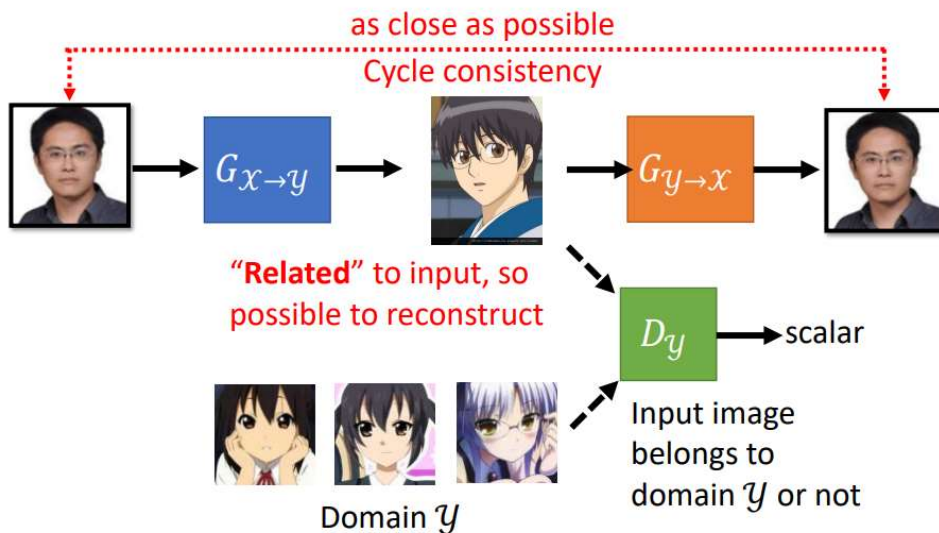 as close as possible
Cycle consistency
G𝒳→𝒴
G𝒴→𝒳
“Related” to input, so
possible to reconstruct
D𝒴
scalar
Input image
belongs to
domain 𝒴 or not
Domain 𝒴